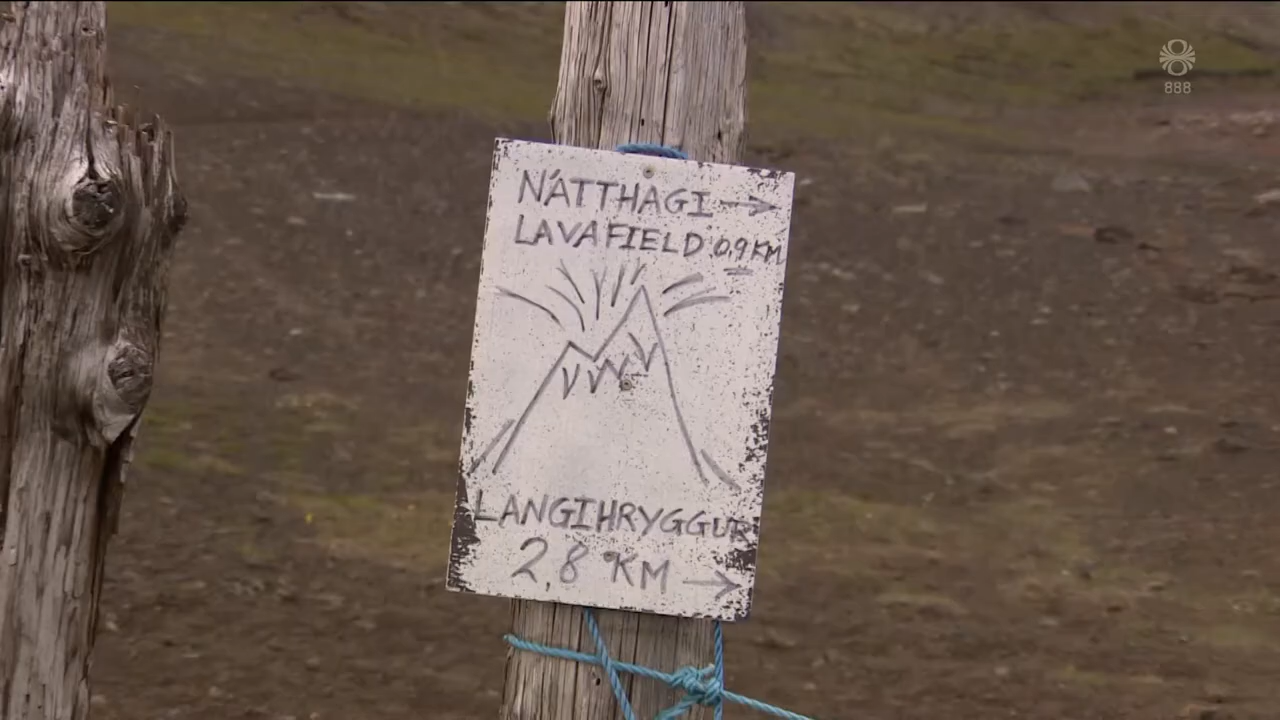 888
NÁTTHAGI →
LAVAFIELD 0,9 KM
LANGIHRYGGUR
2,8 KM →